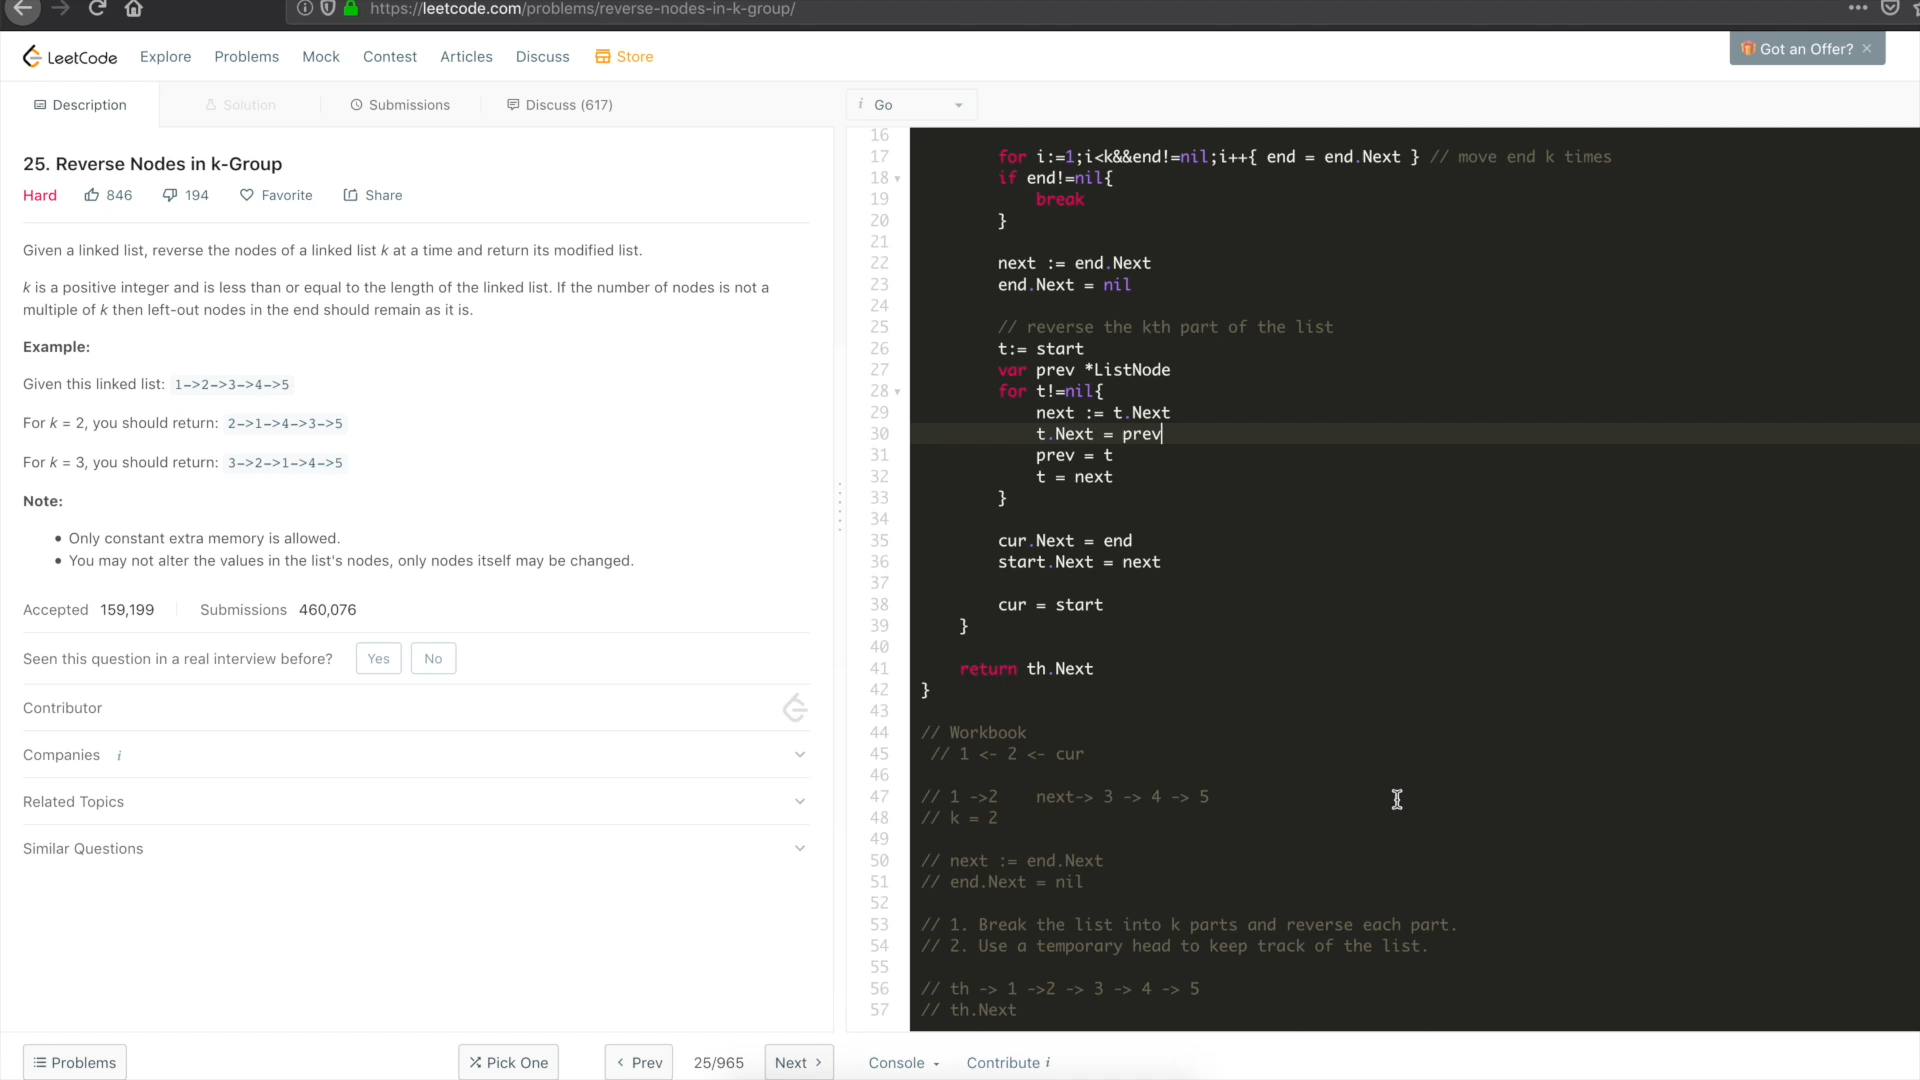 https://leetcode.com/problems/reverse-nodes-in-k-group/
LeetCode Explore Problems Mock Contest Articles Discuss Store
Got an Offer? ×
Description Solution Submissions Discuss (617)
i Go
25. Reverse Nodes in k-Group
Hard 846 194 Favorite Share
Given a linked list, reverse the nodes of a linked list k at a time and return its modified list.
k is a positive integer and is less than or equal to the length of the linked list. If the number of nodes is not a
multiple of k then left-out nodes in the end should remain as it is.
Example:
Given this linked list: 1->2->3->4->5
For k = 2, you should return: 2->1->4->3->5
For k = 3, you should return: 3->2->1->4->5
Note:
• Only constant extra memory is allowed.
• You may not alter the values in the list's nodes, only nodes itself may be changed.
Accepted 159,199 Submissions 460,076
Seen this question in a real interview before? Yes No
Contributor
Companies i
Related Topics
Similar Questions
Problems Pick One Prev 25/965 Next
16
17 for i:=1;i<k&&end!=nil;i++{ end = end.Next } // move end k times
18 if end!=nil{
19 break
20 }
21
22 next := end.Next
23 end.Next = nil
24
25 // reverse the kth part of the list
26 t:= start
27 var prev *ListNode
28 for t!=nil{
29 next := t.Next
30 t.Next = prev
31 prev = t
32 t = next
33 }
34
35 cur.Next = end
36 start.Next = next
37
38 cur = start
39 }
40
41 return th.Next
42 }
43
44 // Workbook
45 // 1 <- 2 <- cur
46
47 // 1 ->2 next-> 3 -> 4 -> 5
48 // k = 2
49
50 // next := end.Next
51 // end.Next = nil
52
53 // 1. Break the list into k parts and reverse each part.
54 // 2. Use a temporary head to keep track of the list.
55
56 // th -> 1 ->2 -> 3 -> 4 -> 5
57 // th.Next
Console Contribute i